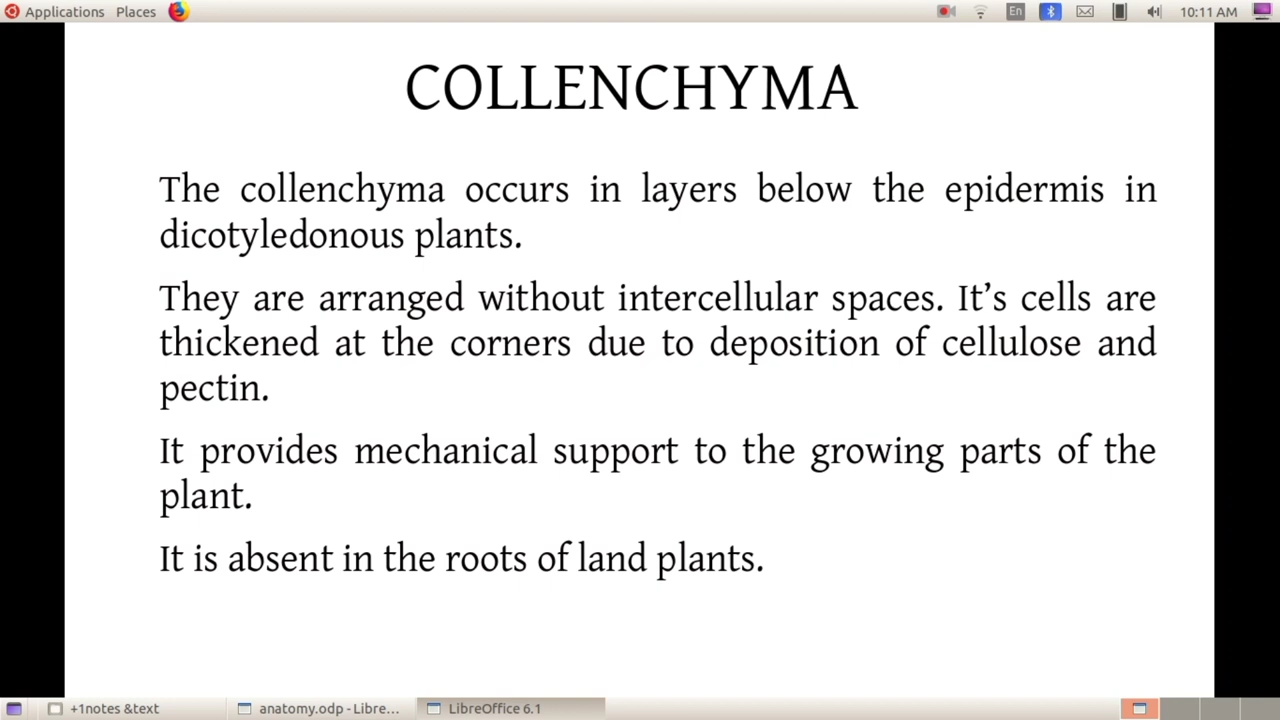 Applications Places
En
10:11 AM
COLLENCHYMA
The collenchyma occurs in layers below the epidermis in
dicotyledonous plants.
They are arranged without intercellular spaces. It’s cells are
thickened at the corners due to deposition of cellulose and
pectin.
It provides mechanical support to the growing parts of the
plant.
It is absent in the roots of land plants.
+1notes &text
anatomy.odp - Libre...
LibreOffice 6.1